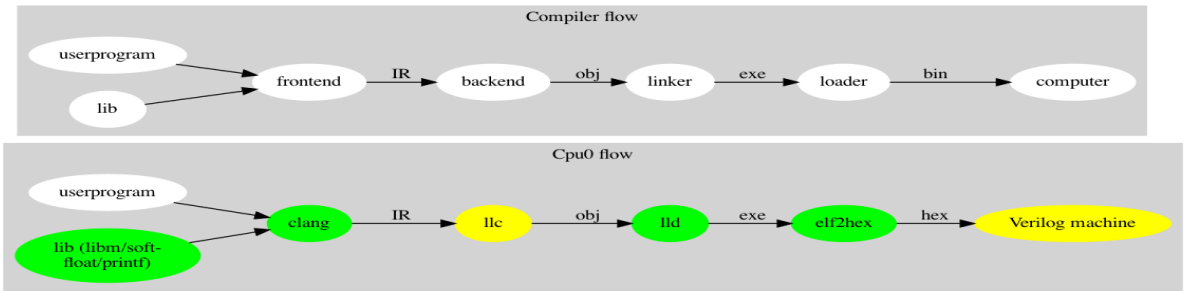 Compiler flow
userprogram
lib
frontend
IR
backend
obj
linker
exe
loader
bin
computer
Cpu0 flow
userprogram
lib (libm/soft-
float/printf)
clang
IR
llc
obj
lld
exe
elf2hex
hex
Verilog machine